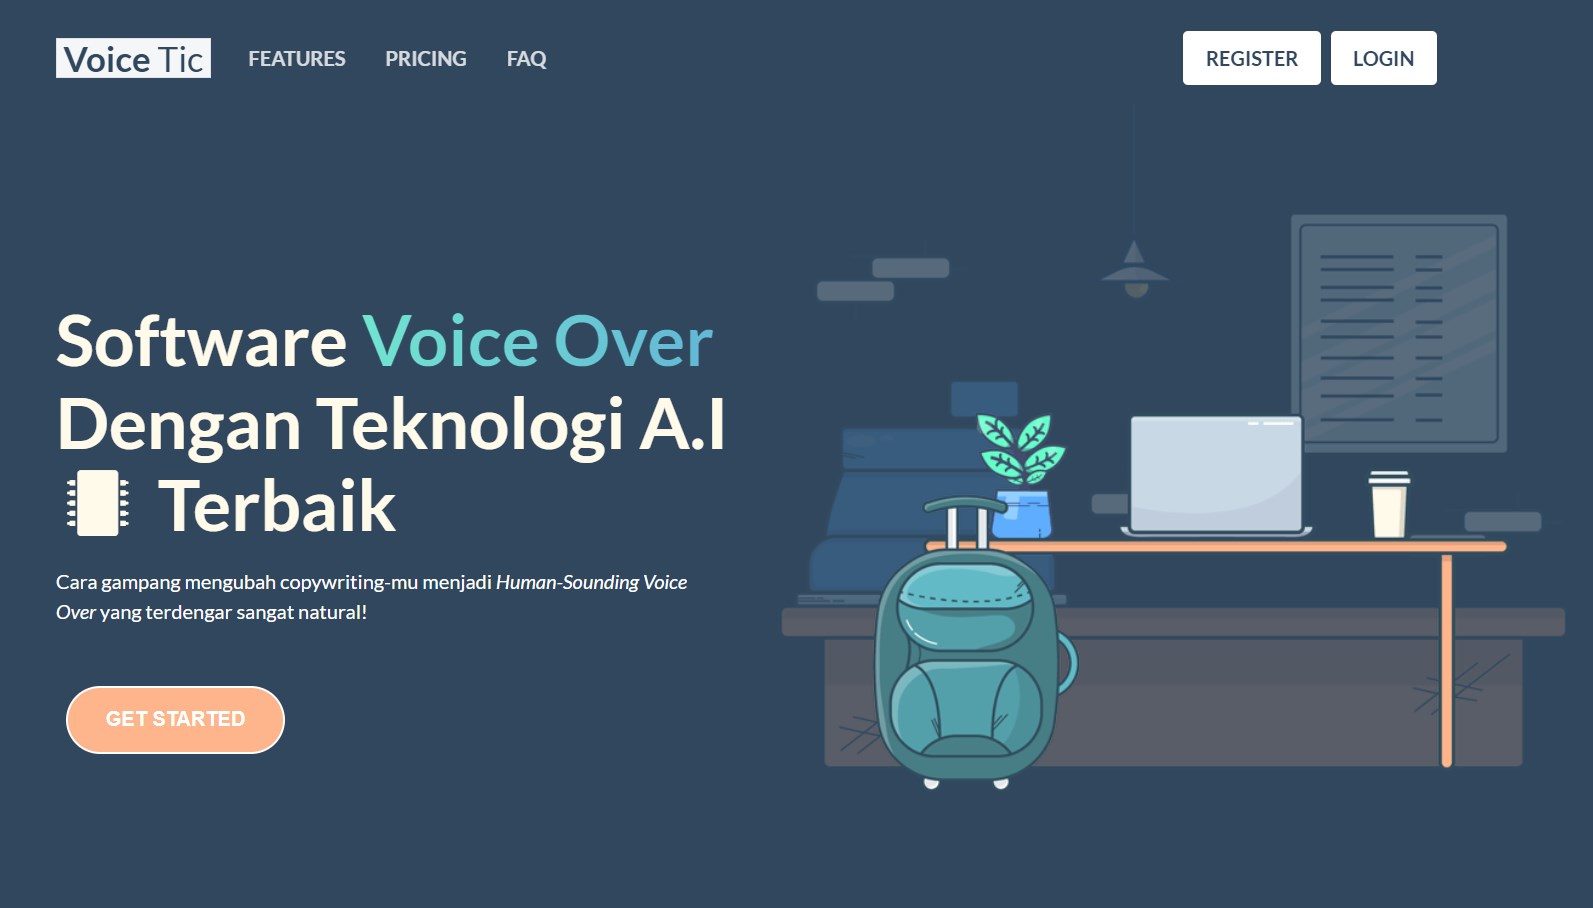 Voice Tic
FEATURES
PRICING
FAQ
REGISTER
LOGIN
Software Voice Over
Dengan Teknologi A.I
Terbaik
Cara gampang mengubah copywriting-mu menjadi Human-Sounding Voice
Over yang terdengar sangat natural!
GET STARTED